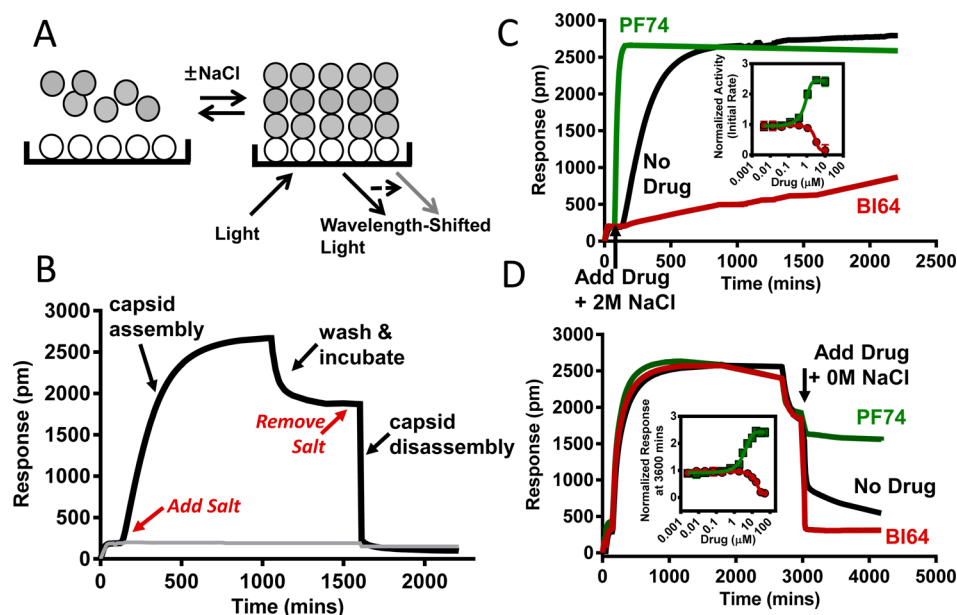 A
±NaCl
Light
Wavelength-Shifted
Light
B
3000
2500
2000
1500
1000
500
0
Response (pm)
capsid
assembly
wash &
incubate
Remove
Salt
capsid
disassembly
Add Salt
0
500
1000
1500
2000
Time (mins)
C
3000
2500
2000
1500
1000
500
0
Response (pm)
PF74
No
Drug
BI64
Normalized Activity
(Initial Rate)
3
2
1
0
0.001
0.01
0.1
1
10
100
Drug (µM)
500
1000
1500
2000
2500
Time (mins)
Add Drug
+ 2M NaCl
D
3000
2500
2000
1500
1000
500
0
Response (pm)
Add Drug
+ 0M NaCl
PF74
No Drug
BI64
Normalized Response
at 3600 mins
3
2
1
0
0.001
0.01
0.1
1
10
100
Drug (µM)
0
1000
2000
3000
4000
5000
Time (mins)